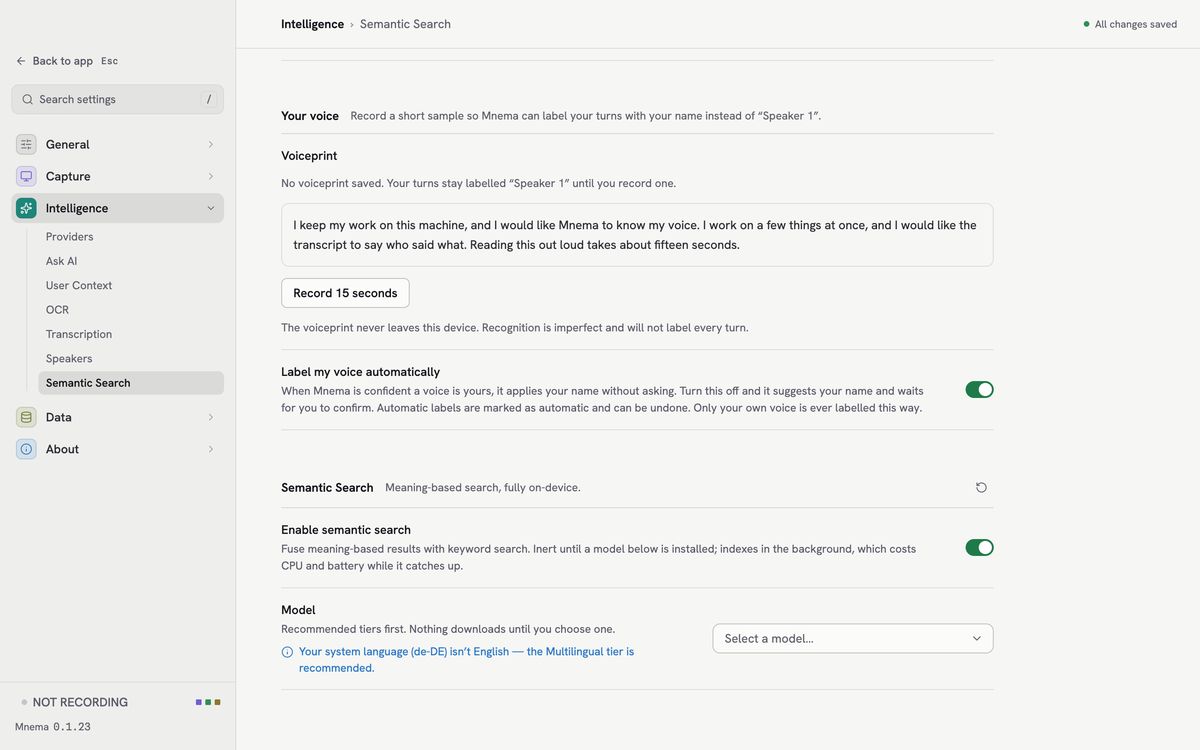 Back to app Esc
Search settings /
General
Capture
Intelligence
Providers
Ask AI
User Context
OCR
Transcription
Speakers
Semantic Search
Data
About
NOT RECORDING
Mnema 0.1.23
Intelligence › Semantic Search
All changes saved
Your voice Record a short sample so Mnema can label your turns with your name instead of “Speaker 1”.
Voiceprint
No voiceprint saved. Your turns stay labelled “Speaker 1” until you record one.
I keep my work on this machine, and I would like Mnema to know my voice. I work on a few things at once, and I would like the
transcript to say who said what. Reading this out loud takes about fifteen seconds.
Record 15 seconds
The voiceprint never leaves this device. Recognition is imperfect and will not label every turn.
Label my voice automatically
When Mnema is confident a voice is yours, it applies your name without asking. Turn this off and it suggests your name and waits
for you to confirm. Automatic labels are marked as automatic and can be undone. Only your own voice is ever labelled this way.
Semantic Search Meaning-based search, fully on-device.
Enable semantic search
Fuse meaning-based results with keyword search. Inert until a model below is installed; indexes in the background, which costs
CPU and battery while it catches up.
Model
Recommended tiers first. Nothing downloads until you choose one.
Your system language (de-DE) isn’t English — the Multilingual tier is
recommended.
Select a model…